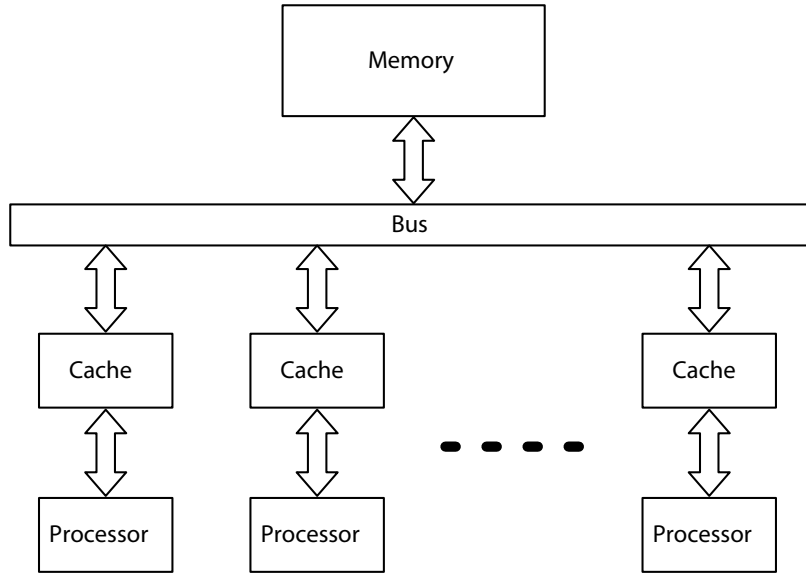 Memory
Bus
Cache
Cache
Cache
Processor
Processor
Processor